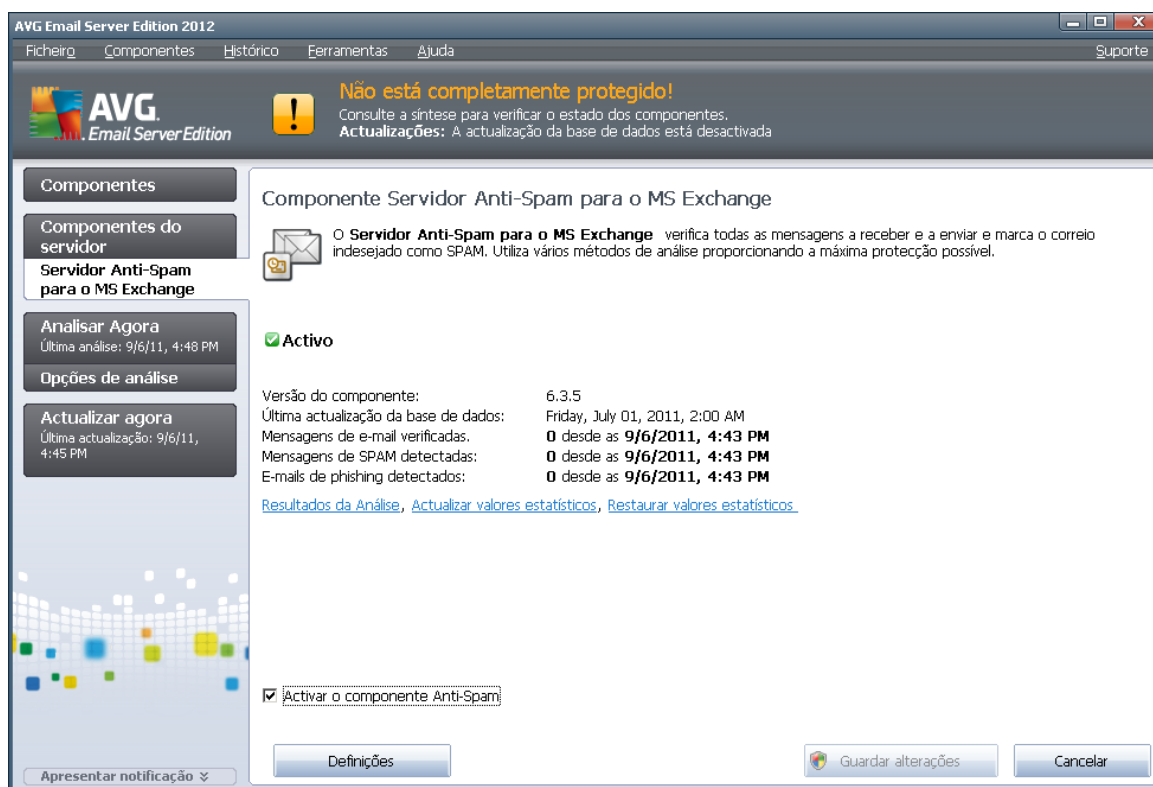 AVG Email Server Edition 2012
Ficheiro Componentes Histórico Ferramentas Ajuda Suporte
AVG.
Email Server Edition
Não está completamente protegido!
Consulte a síntese para verificar o estado dos componentes.
Actualizações: A actualização da base de dados está desactivada
Componentes
Componentes do
servidor
Servidor Anti-Spam
para o MS Exchange
Analisar Agora
Última análise: 9/6/11, 4:48 PM
Opções de análise
Actualizar agora
Última actualização: 9/6/11,
4:45 PM
Apresentar notificação
Componente Servidor Anti-Spam para o MS Exchange
O Servidor Anti-Spam para o MS Exchange verifica todas as mensagens a receber e a enviar e marca o correio
indesejado como SPAM. Utiliza vários métodos de análise proporcionando a máxima protecção possível.
Activo
Versão do componente: 6.3.5
Última actualização da base de dados: Friday, July 01, 2011, 2:00 AM
Mensagens de e-mail verificadas. 0 desde as 9/6/2011, 4:43 PM
Mensagens de SPAM detectadas: 0 desde as 9/6/2011, 4:43 PM
E-mails de phishing detectados: 0 desde as 9/6/2011, 4:43 PM
Resultados da Análise, Actualizar valores estatísticos, Restaurar valores estatísticos
Activar o componente Anti-Spam
Definições Guardar alterações Cancelar